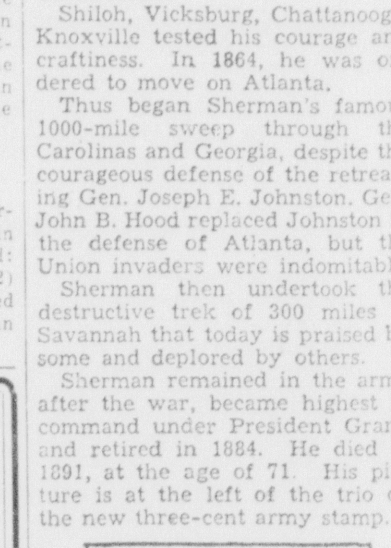 Shiloh, Vicksburg, Chattanoog
Knoxville tested his courage an
craftiness. In 1864, he was or
dered to move on Atlanta.
Thus began Sherman's famo
1000-mile sweep through th
Carolinas and Georgia, despite th
courageous defense of the retrea
ing Gen. Joseph E. Johnston. Ge
John B. Hood replaced Johnston
the defense of Atlanta, but th
Union invaders were indomitabl
Sherman then undertook th
destructive trek of 300 miles
Savannah that today is praised b
some and deplored by others.
Sherman remained in the arm
after the war, became highest
command under President Gran
and retired in 1884. He died
1891, at the age of 71. His pi
ture is at the left of the trio o
the new three-cent army stamp.